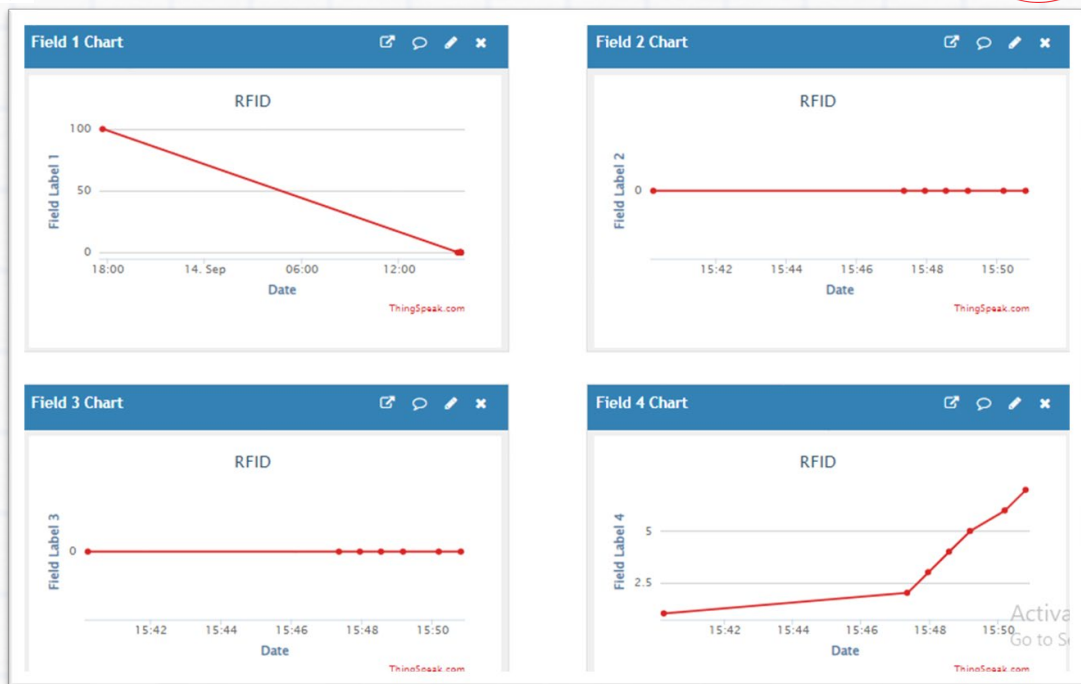 Field 1 Chart
RFID
Field Label 1
100
50
0
18:00 14. Sep 06:00 12:00
Date
ThingSpeak.com
Field 2 Chart
RFID
Field Label 2
0
15:42 15:44 15:46 15:48 15:50
Date
ThingSpeak.com
Field 3 Chart
RFID
Field Label 3
0
15:42 15:44 15:46 15:48 15:50
Date
ThingSpeak.com
Field 4 Chart
RFID
Field Label 4
5
2.5
15:42 15:44 15:46 15:48 15:50
Date
ThingSpeak.com
Activa
Go to S